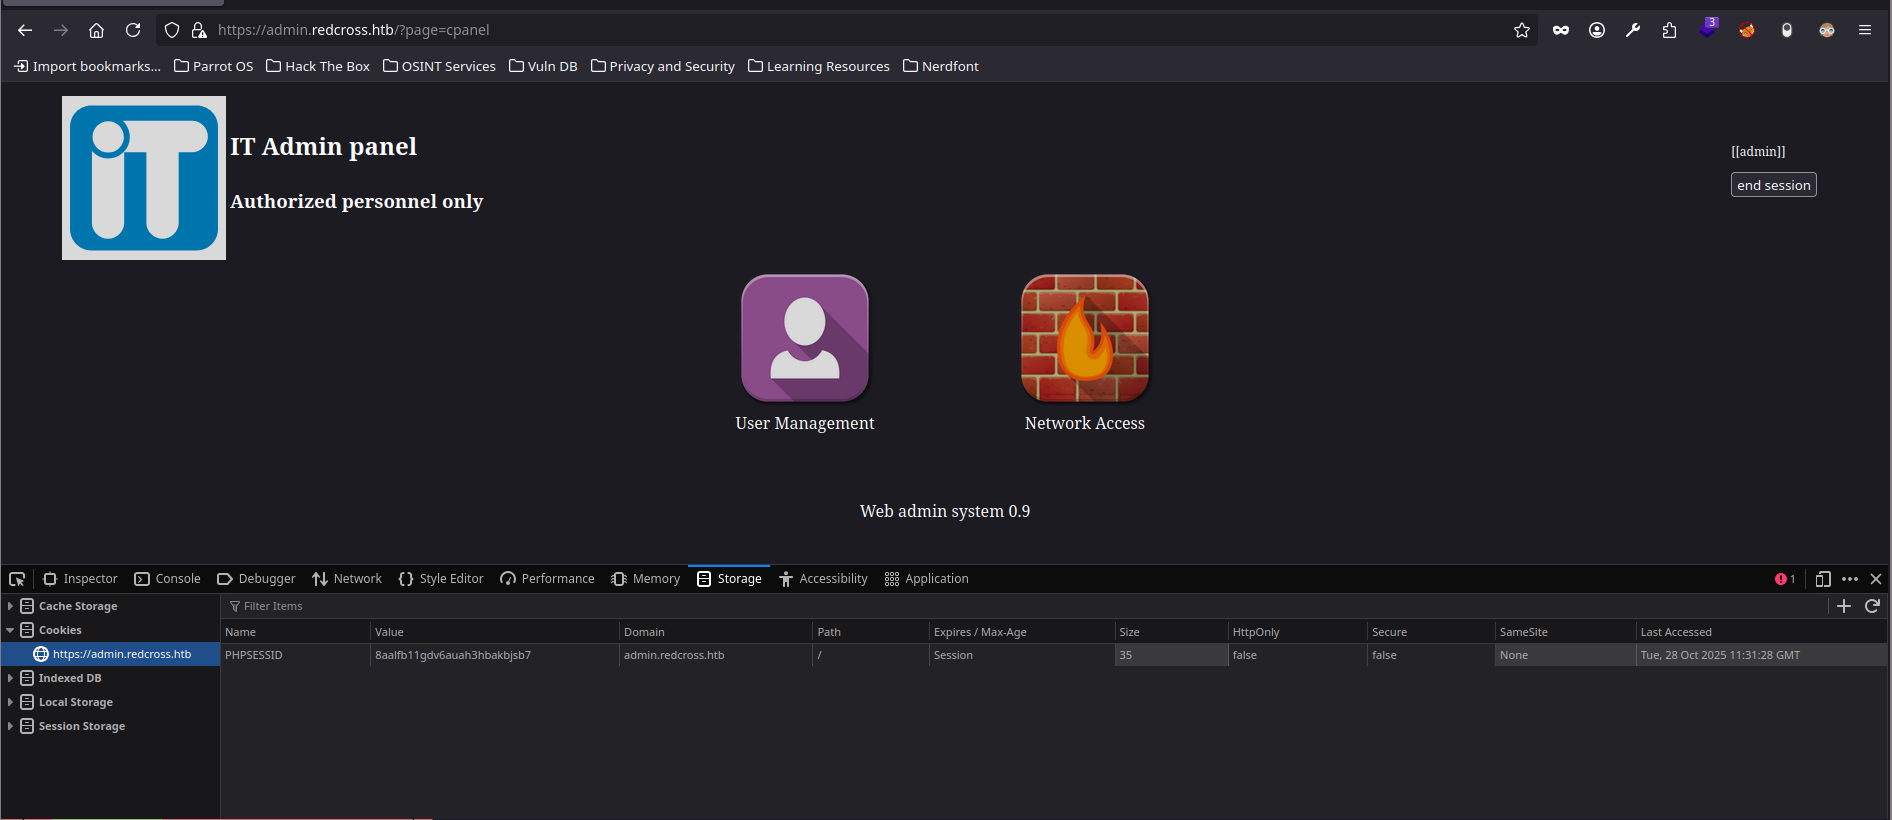 https://admin.redcross.htb/?page=cpanel
3
Import bookmarks... Parrot OS Hack The Box OSINT Services Vuln DB Privacy and Security Learning Resources Nerdfont
iT
IT Admin panel
Authorized personnel only
[[admin]]
end session
User Management Network Access
Web admin system 0.9
Inspector Console Debugger Network Style Editor Performance Memory Storage Accessibility Application 1
Cache Storage
Cookies
https://admin.redcross.htb
Indexed DB
Local Storage
Session Storage
Filter Items
Name Value Domain Path Expires / Max-Age Size HttpOnly Secure SameSite Last Accessed
PHPSESSID 8aalfb11gdv6auah3hbakbjsb7 admin.redcross.htb / Session 35 false false None Tue, 28 Oct 2025 11:31:28 GMT